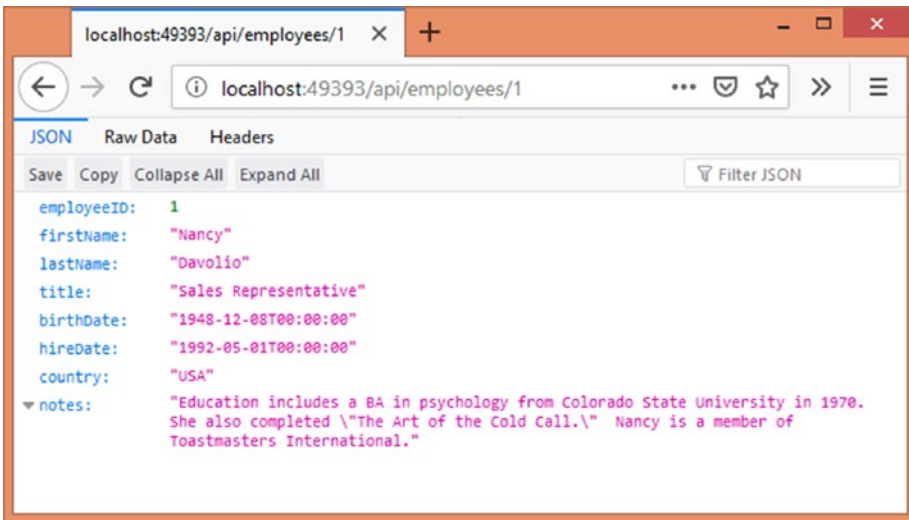 localhost:49393/api/employees/1
localhost:49393/api/employees/1
JSON Raw Data Headers
Save Copy Collapse All Expand All Filter JSON
employeeID: 1
firstName: "Nancy"
lastName: "Davolio"
title: "Sales Representative"
birthDate: "1948-12-08T00:00:00"
hireDate: "1992-05-01T00:00:00"
country: "USA"
notes: "Education includes a BA in psychology from Colorado State University in 1970.
She also completed \"The Art of the Cold Call.\"  Nancy is a member of
Toastmasters International."